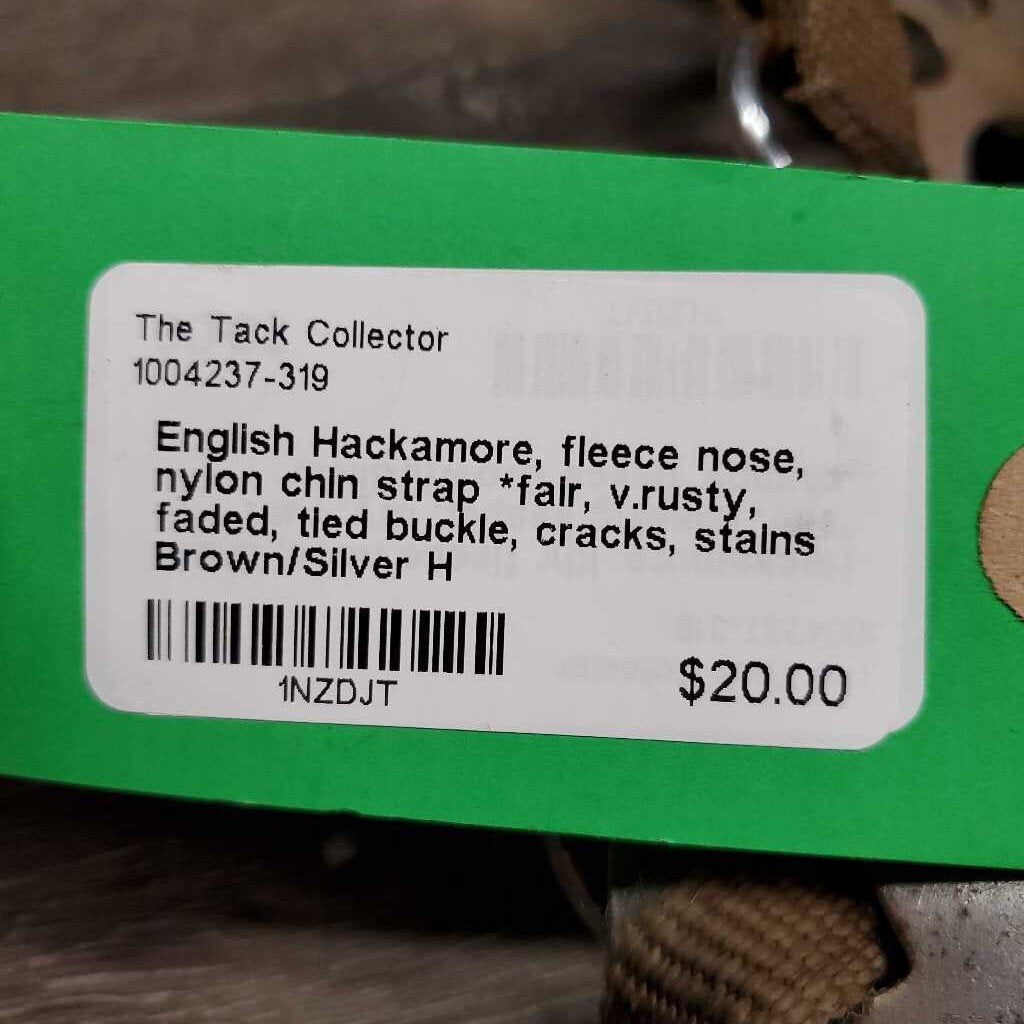 The Tack Collector
1004237-319
English Hackamore, fleece nose,
nylon chin strap *fair, v.rusty,
faded, tied buckle, cracks, stains
Brown/Silver H
1NZDJT
$20.00